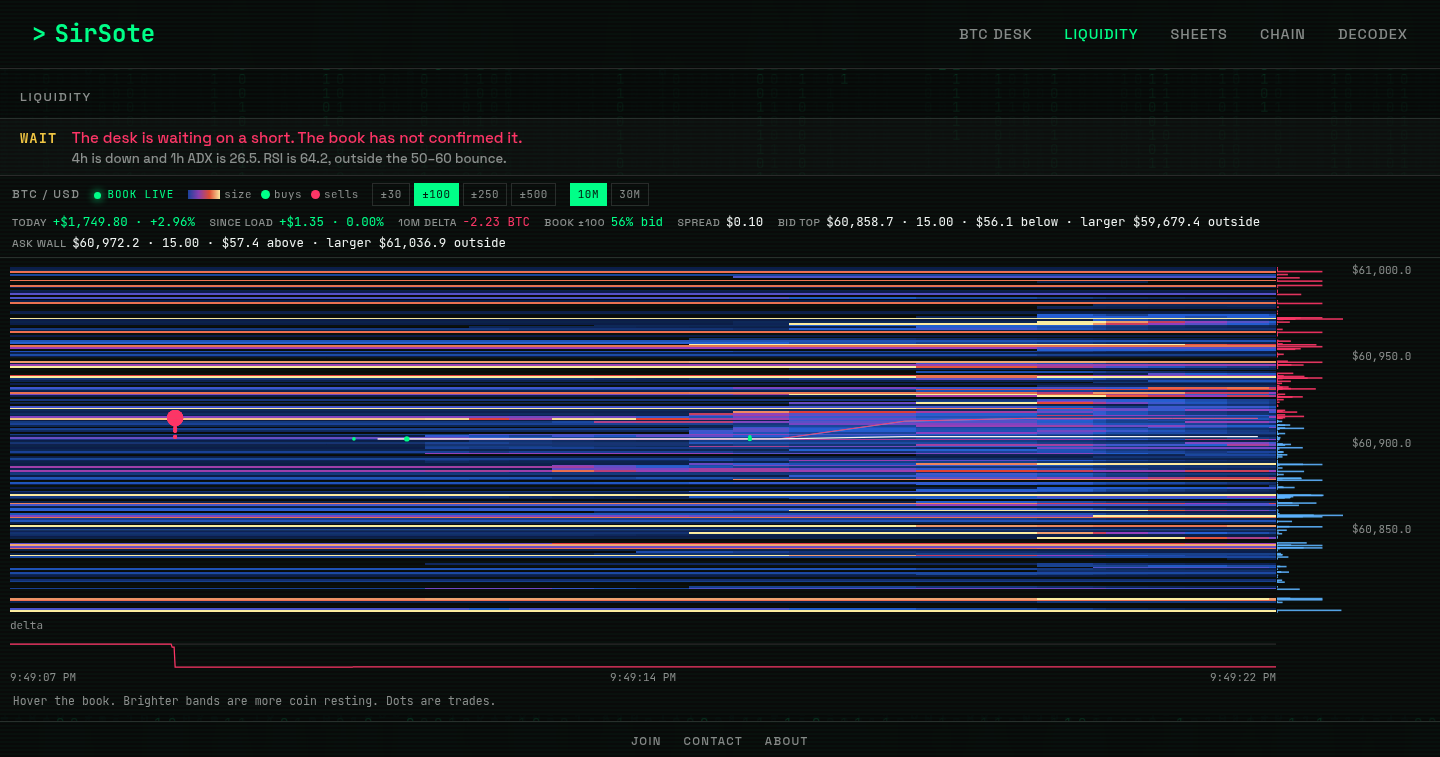 > SirSote
BTC DESK LIQUIDITY SHEETS CHAIN DECODEX
LIQUIDITY
WAIT The desk is waiting on a short. The book has not confirmed it.
4h is down and 1h ADX is 26.5. RSI is 64.2, outside the 50–60 bounce.
BTC / USD BOOK LIVE size buys sells ±30 ±100 ±250 ±500 10M 30M
TODAY +$1,749.80 · +2.96% SINCE LOAD +$1.35 · 0.00% 10M DELTA -2.23 BTC BOOK ±100 56% bid SPREAD $0.10 BID TOP $60,858.7 · 15.00 · $56.1 below · larger $59,679.4 outside
ASK WALL $60,972.2 · 15.00 · $57.4 above · larger $61,036.9 outside
$61,000.0
$60,950.0
$60,900.0
$60,850.0
delta
9:49:07 PM 9:49:14 PM 9:49:22 PM
Hover the book. Brighter bands are more coin resting. Dots are trades.
JOIN CONTACT ABOUT